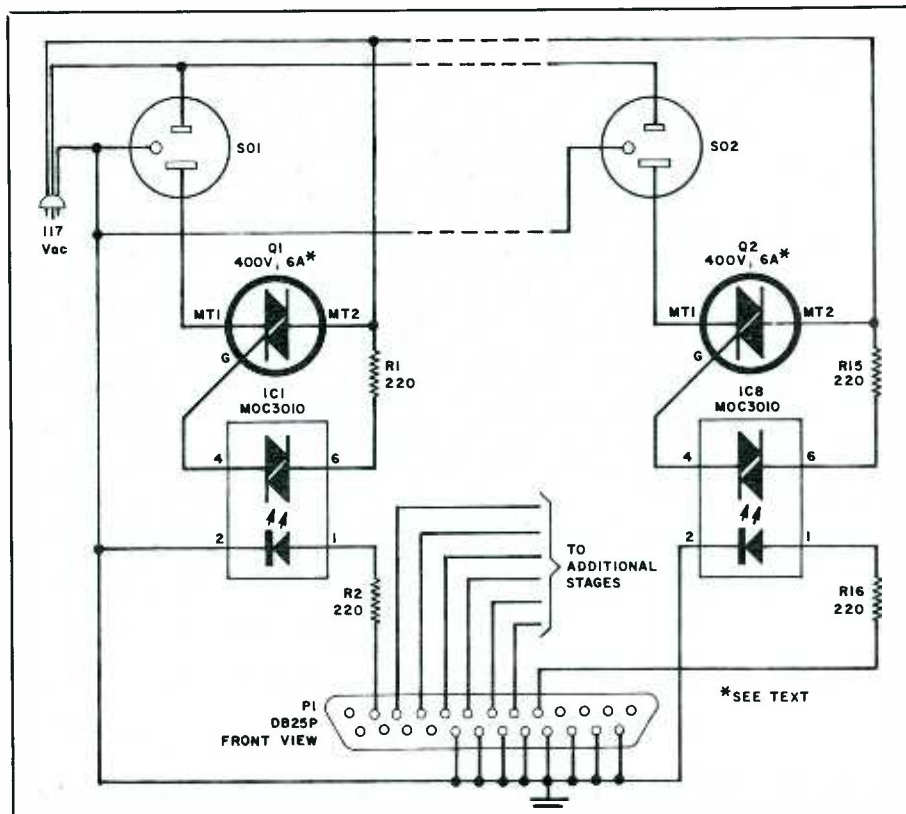 SO1
SO2
117
Vac
Q1
400V, 6A*
MT1
MT2
G
R1
220
IC1
MOC3010
4
6
2
1
R2
220
Q2
400V, 6A*
MT1
MT2
G
R15
220
IC8
MOC3010
4
6
2
1
R16
220
TO
ADDITIONAL
STAGES
*SEE TEXT
P1
DB25P
FRONT VIEW